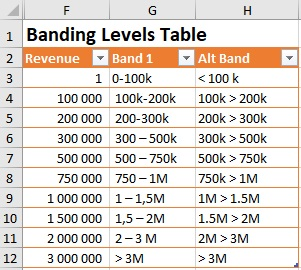 F G H
1 Banding Levels Table
2 Revenue Band 1 Alt Band
3 1 0-100k < 100 k
4 100 000 100k-200k 100k > 200k
5 200 000 200-300k 200k > 300k
6 300 000 300 – 500k 300k > 500k
7 500 000 500 – 750k 500k > 750k
8 750 000 750 – 1M 750k > 1M
9 1 000 000 1 – 1,5M 1M > 1.5M
10 1 500 000 1,5 – 2M 1.5M > 2M
11 2 000 000 2 – 3 M 2M > 3M
12 3 000 000 > 3M > 3M